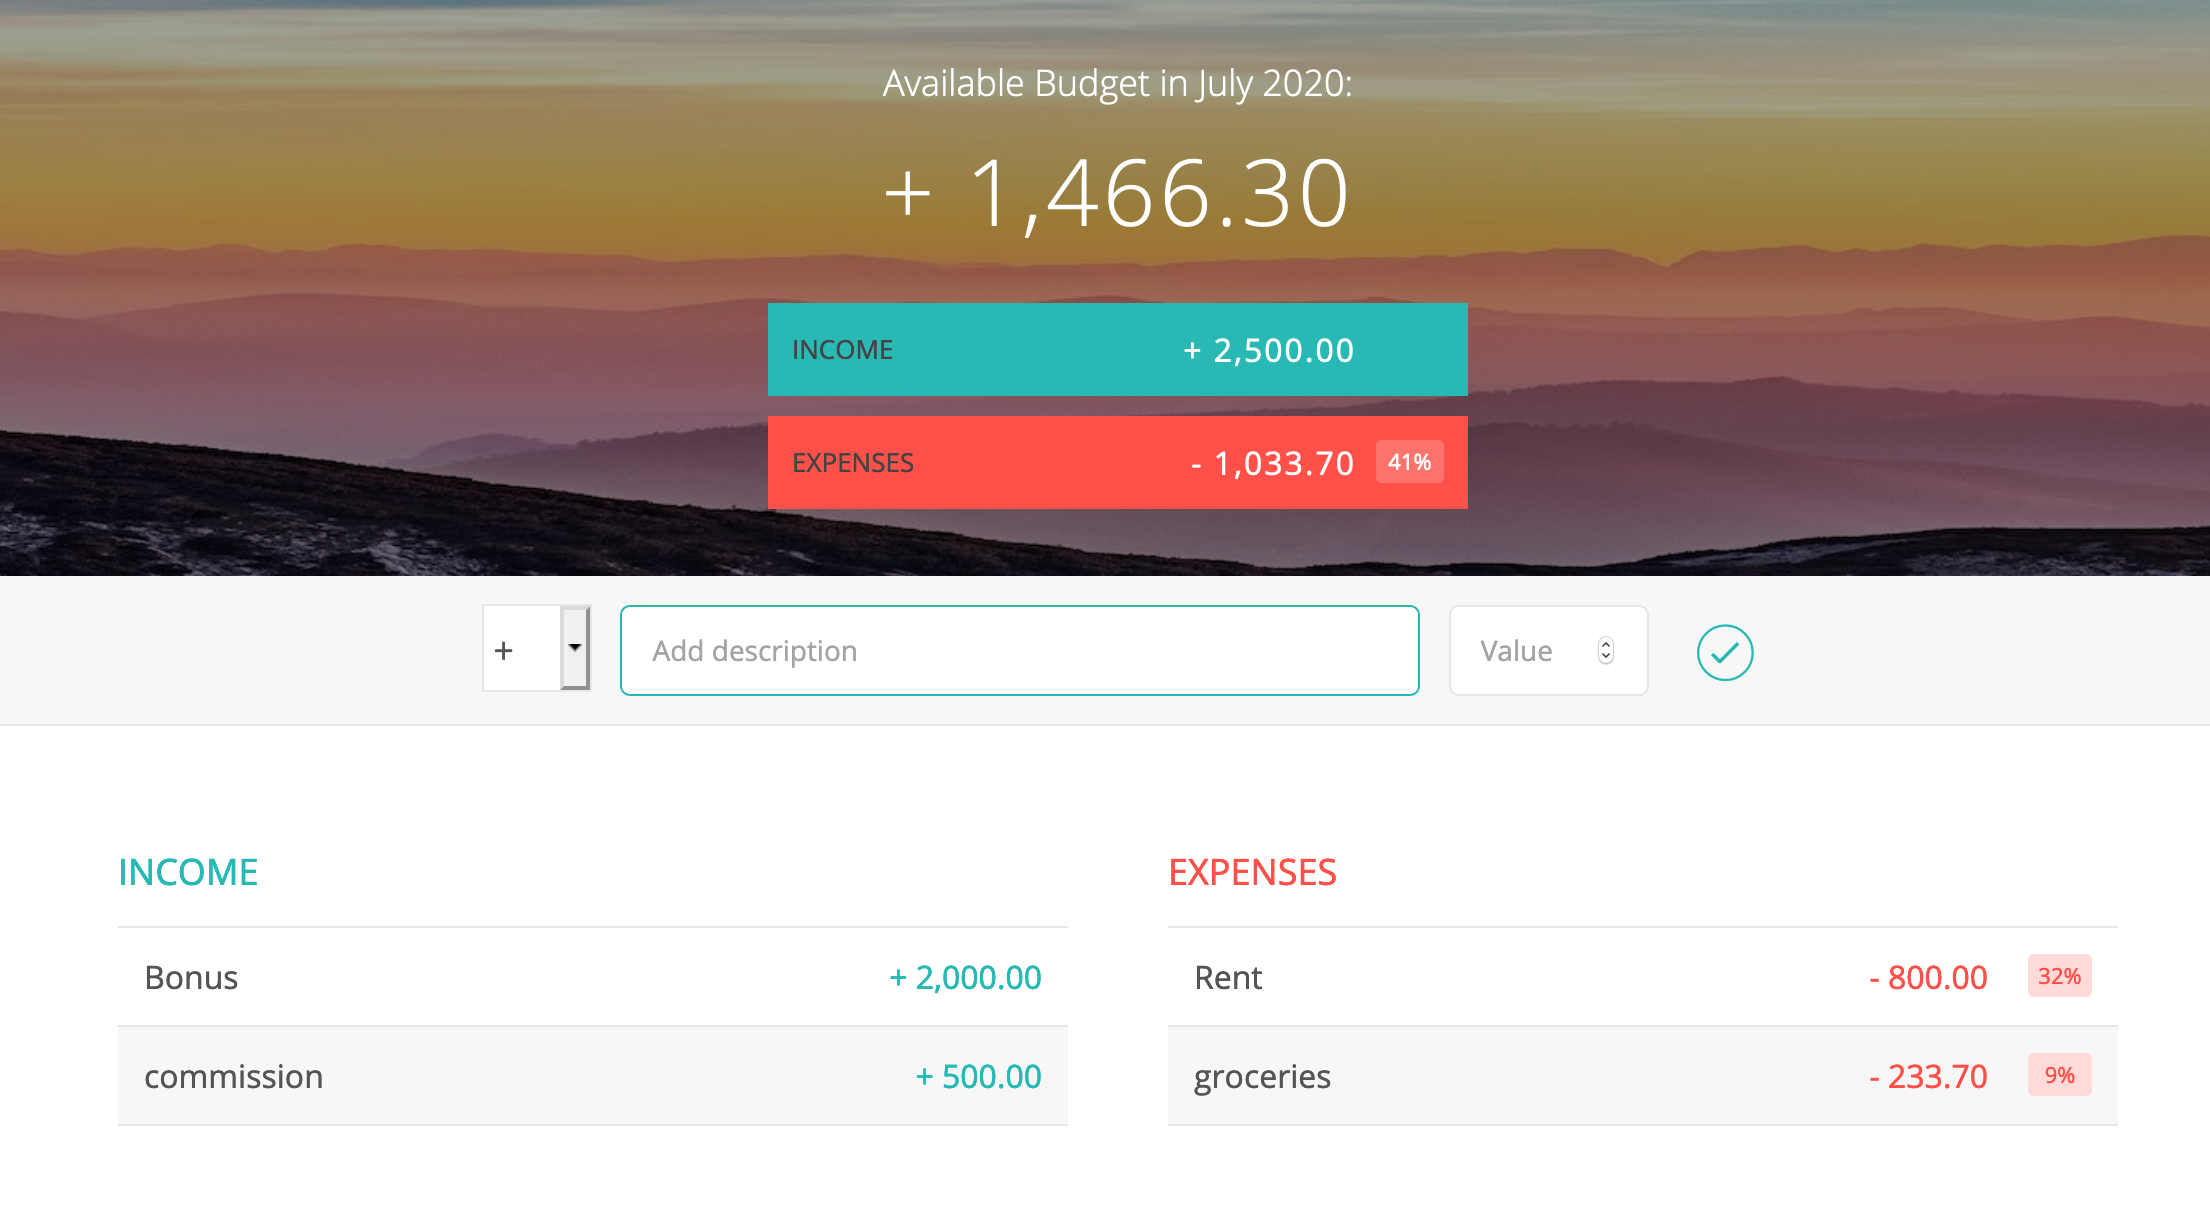 Available Budget in July 2020:
+ 1,466.30
INCOME + 2,500.00
EXPENSES - 1,033.70 41%
+ Add description Value
INCOME
Bonus + 2,000.00
commission + 500.00
EXPENSES
Rent - 800.00 32%
groceries - 233.70 9%